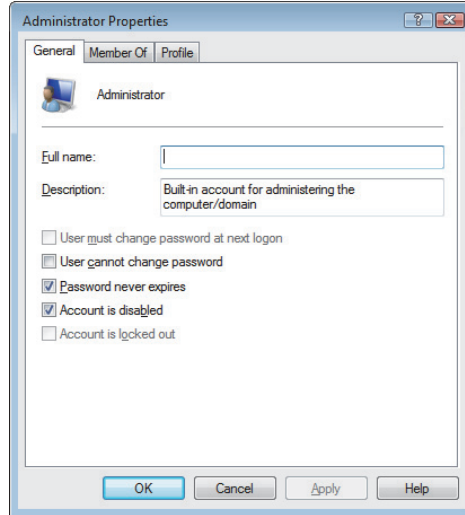 Administrator Properties
General Member Of Profile
Administrator
Full name:
Description: Built-in account for administering the
computer/domain
User must change password at next logon
User cannot change password
Password never expires
Account is disabled
Account is locked out
OK Cancel Apply Help